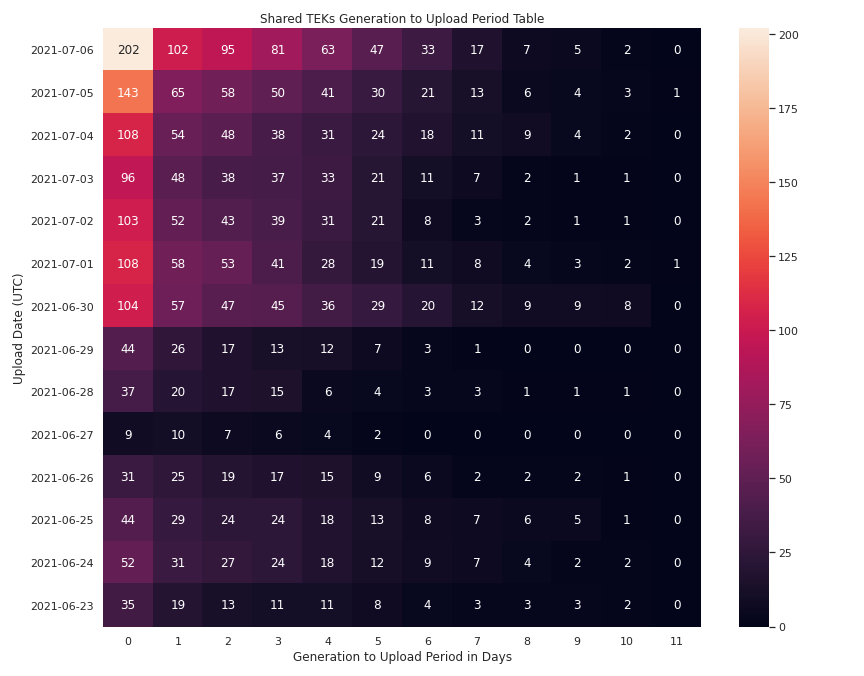 Shared TEKs Generation to Upload Period Table
Upload Date (UTC)
2021-07-06 202 102 95 81 63 47 33 17 7 5 2 0
2021-07-05 143 65 58 50 41 30 21 13 6 4 3 1
2021-07-04 108 54 48 38 31 24 18 11 9 4 2 0
2021-07-03 96 48 38 37 33 21 11 7 2 1 1 0
2021-07-02 103 52 43 39 31 21 8 3 2 1 1 0
2021-07-01 108 58 53 41 28 19 11 8 4 3 2 1
2021-06-30 104 57 47 45 36 29 20 12 9 9 8 0
2021-06-29 44 26 17 13 12 7 3 1 0 0 0 0
2021-06-28 37 20 17 15 6 4 3 3 1 1 1 0
2021-06-27 9 10 7 6 4 2 0 0 0 0 0 0
2021-06-26 31 25 19 17 15 9 6 2 2 2 1 0
2021-06-25 44 29 24 24 18 13 8 7 6 5 1 0
2021-06-24 52 31 27 24 18 12 9 7 4 2 2 0
2021-06-23 35 19 13 11 11 8 4 3 3 3 2 0
0 1 2 3 4 5 6 7 8 9 10 11
Generation to Upload Period in Days
200
175
150
125
100
75
50
25
0